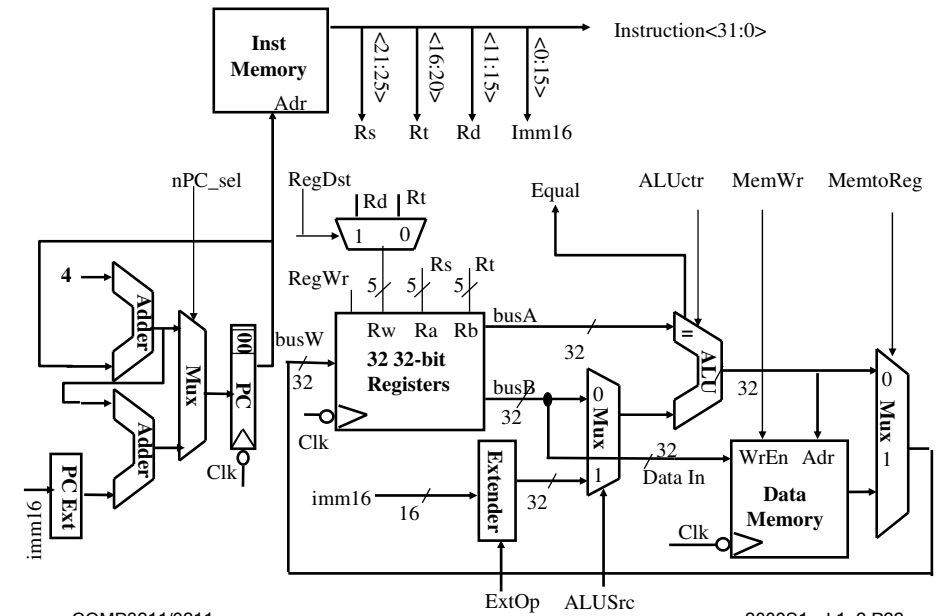 Inst
Memory
Adr
Instruction<31:0>
<21:25>
<16:20>
<11:15>
<0:15>
Rs
Rt
Rd
Imm16
nPC_sel
RegDst
Rd
Rt
Equal
ALUctr
MemWr
MemtoReg
1
0
4
Adder
Mux
00
PC
Clk
Adder
PC Ext
imm16
RegWr
5
5
Rs
5
Rt
busW
32
Rw
Ra
Rb
32 32-bit
Registers
Clk
busA
32
busB
32
0
Mux
1
=
ALU
32
32
Data In
WrEn
Adr
Data
Memory
Clk
0
Mux
1
imm16
16
Extender
32
ExtOp
ALUSrc